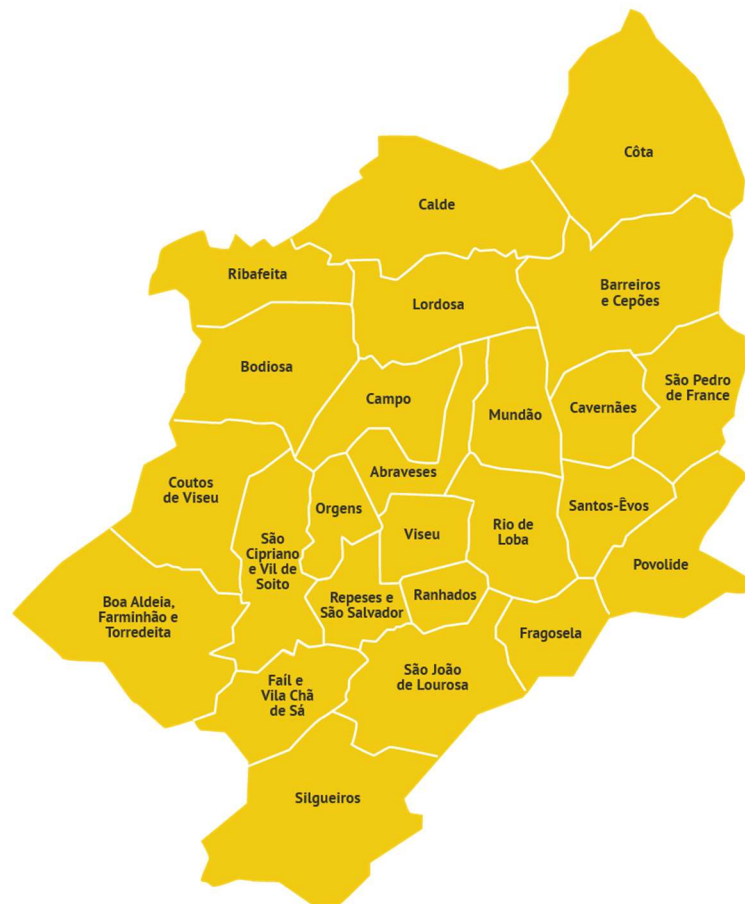 Côta
Calde
Ribafeita
Barreiros
e Cepões
Lordosa
Bodiosa
São Pedro
de France
Campo
Mundão
Cavernães
Abraveses
Coutos
de Viseu
Orgens
Viseu
Rio de
Loba
Santos-Êvos
São
Cipriano
e Vil de
Soito
Povolide
Boa Aldeia,
Farminhão e
Torredeita
Repeses e
São Salvador
Ranhados
Fragosela
Faíl e
Vila Chã
de Sá
São João
de Lourosa
Silgueiros